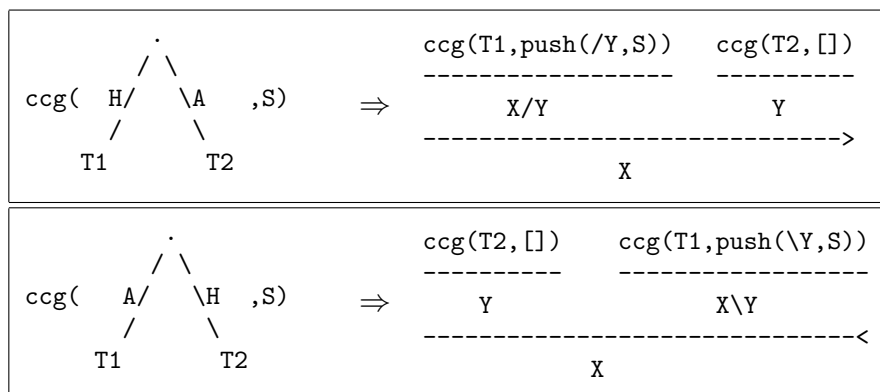 .
ccg(T1,push(/Y,S)) ccg(T2,[])
/ \
------------------- ----------
ccg( H/ \A ,S) ⇒ X/Y Y
/ \
-------------------------------->
T1 T2
X
.
ccg(T2,[]) ccg(T1,push(\Y,S))
/ \
---------- -------------------
ccg( A/ \H ,S) ⇒ Y X\Y
/ \
---------------------------------<
T1 T2
X